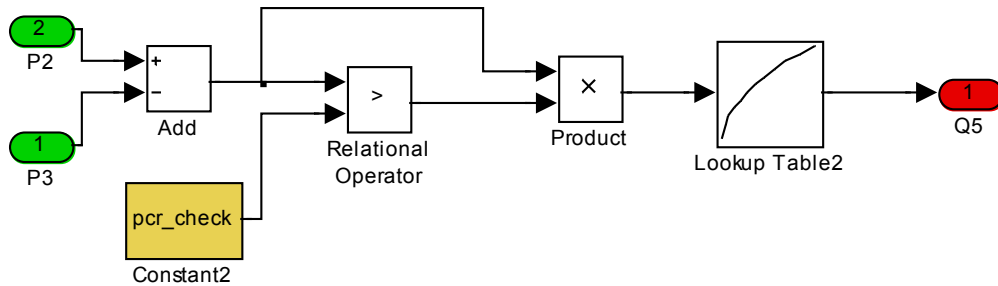 2
P2
1
P3
+
−
Add
pcr_check
Constant2
>
Relational
Operator
×
Product
Lookup Table2
1
Q5